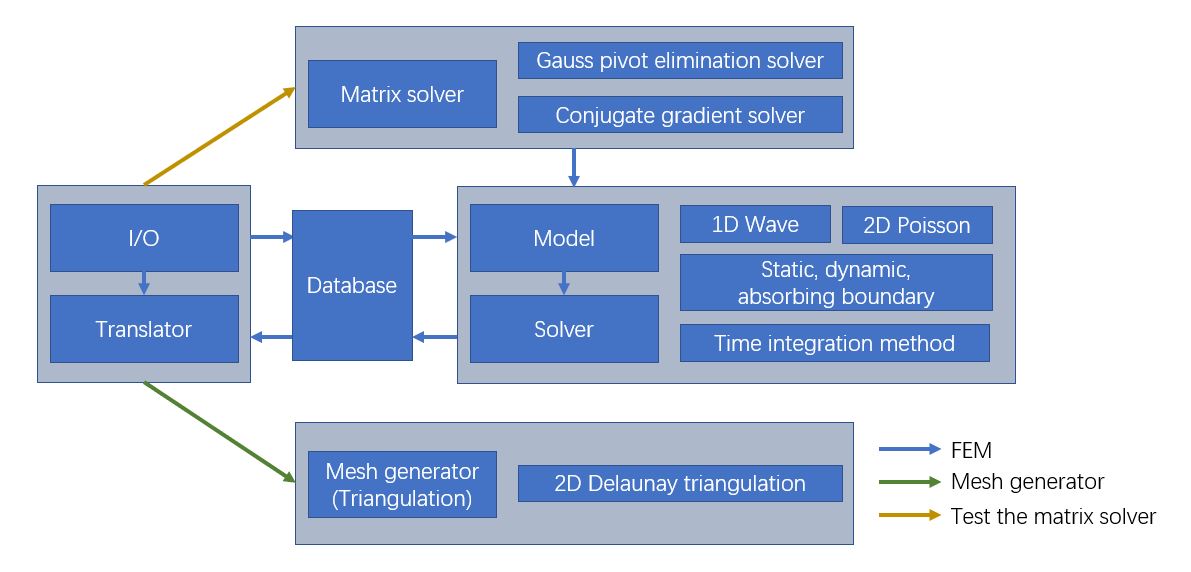 Matrix solver
Gauss pivot elimination solver
Conjugate gradient solver
I/O
Translator
Database
Model
Solver
1D Wave
2D Poisson
Static, dynamic,
absorbing boundary
Time integration method
Mesh generator
(Triangulation)
2D Delaunay triangulation
FEM
Mesh generator
Test the matrix solver